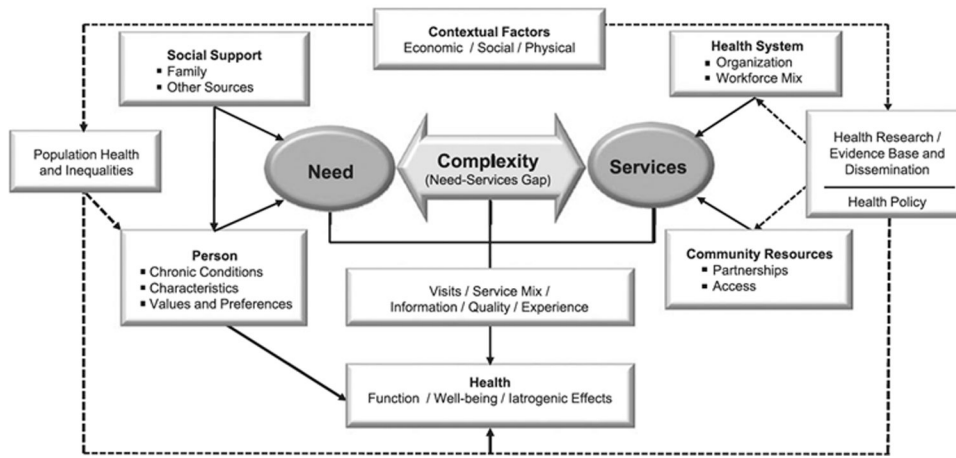 Contextual Factors
Economic / Social / Physical
Social Support
▪ Family
▪ Other Sources
Health System
▪ Organization
▪ Workforce Mix
Population Health
and Inequalities
Need
Complexity
(Need-Services Gap)
Services
Health Research /
Evidence Base and
Dissemination
Health Policy
Person
▪ Chronic Conditions
▪ Characteristics
▪ Values and Preferences
Visits / Service Mix /
Information / Quality / Experience
Community Resources
▪ Partnerships
▪ Access
Health
Function / Well-being / Iatrogenic Effects